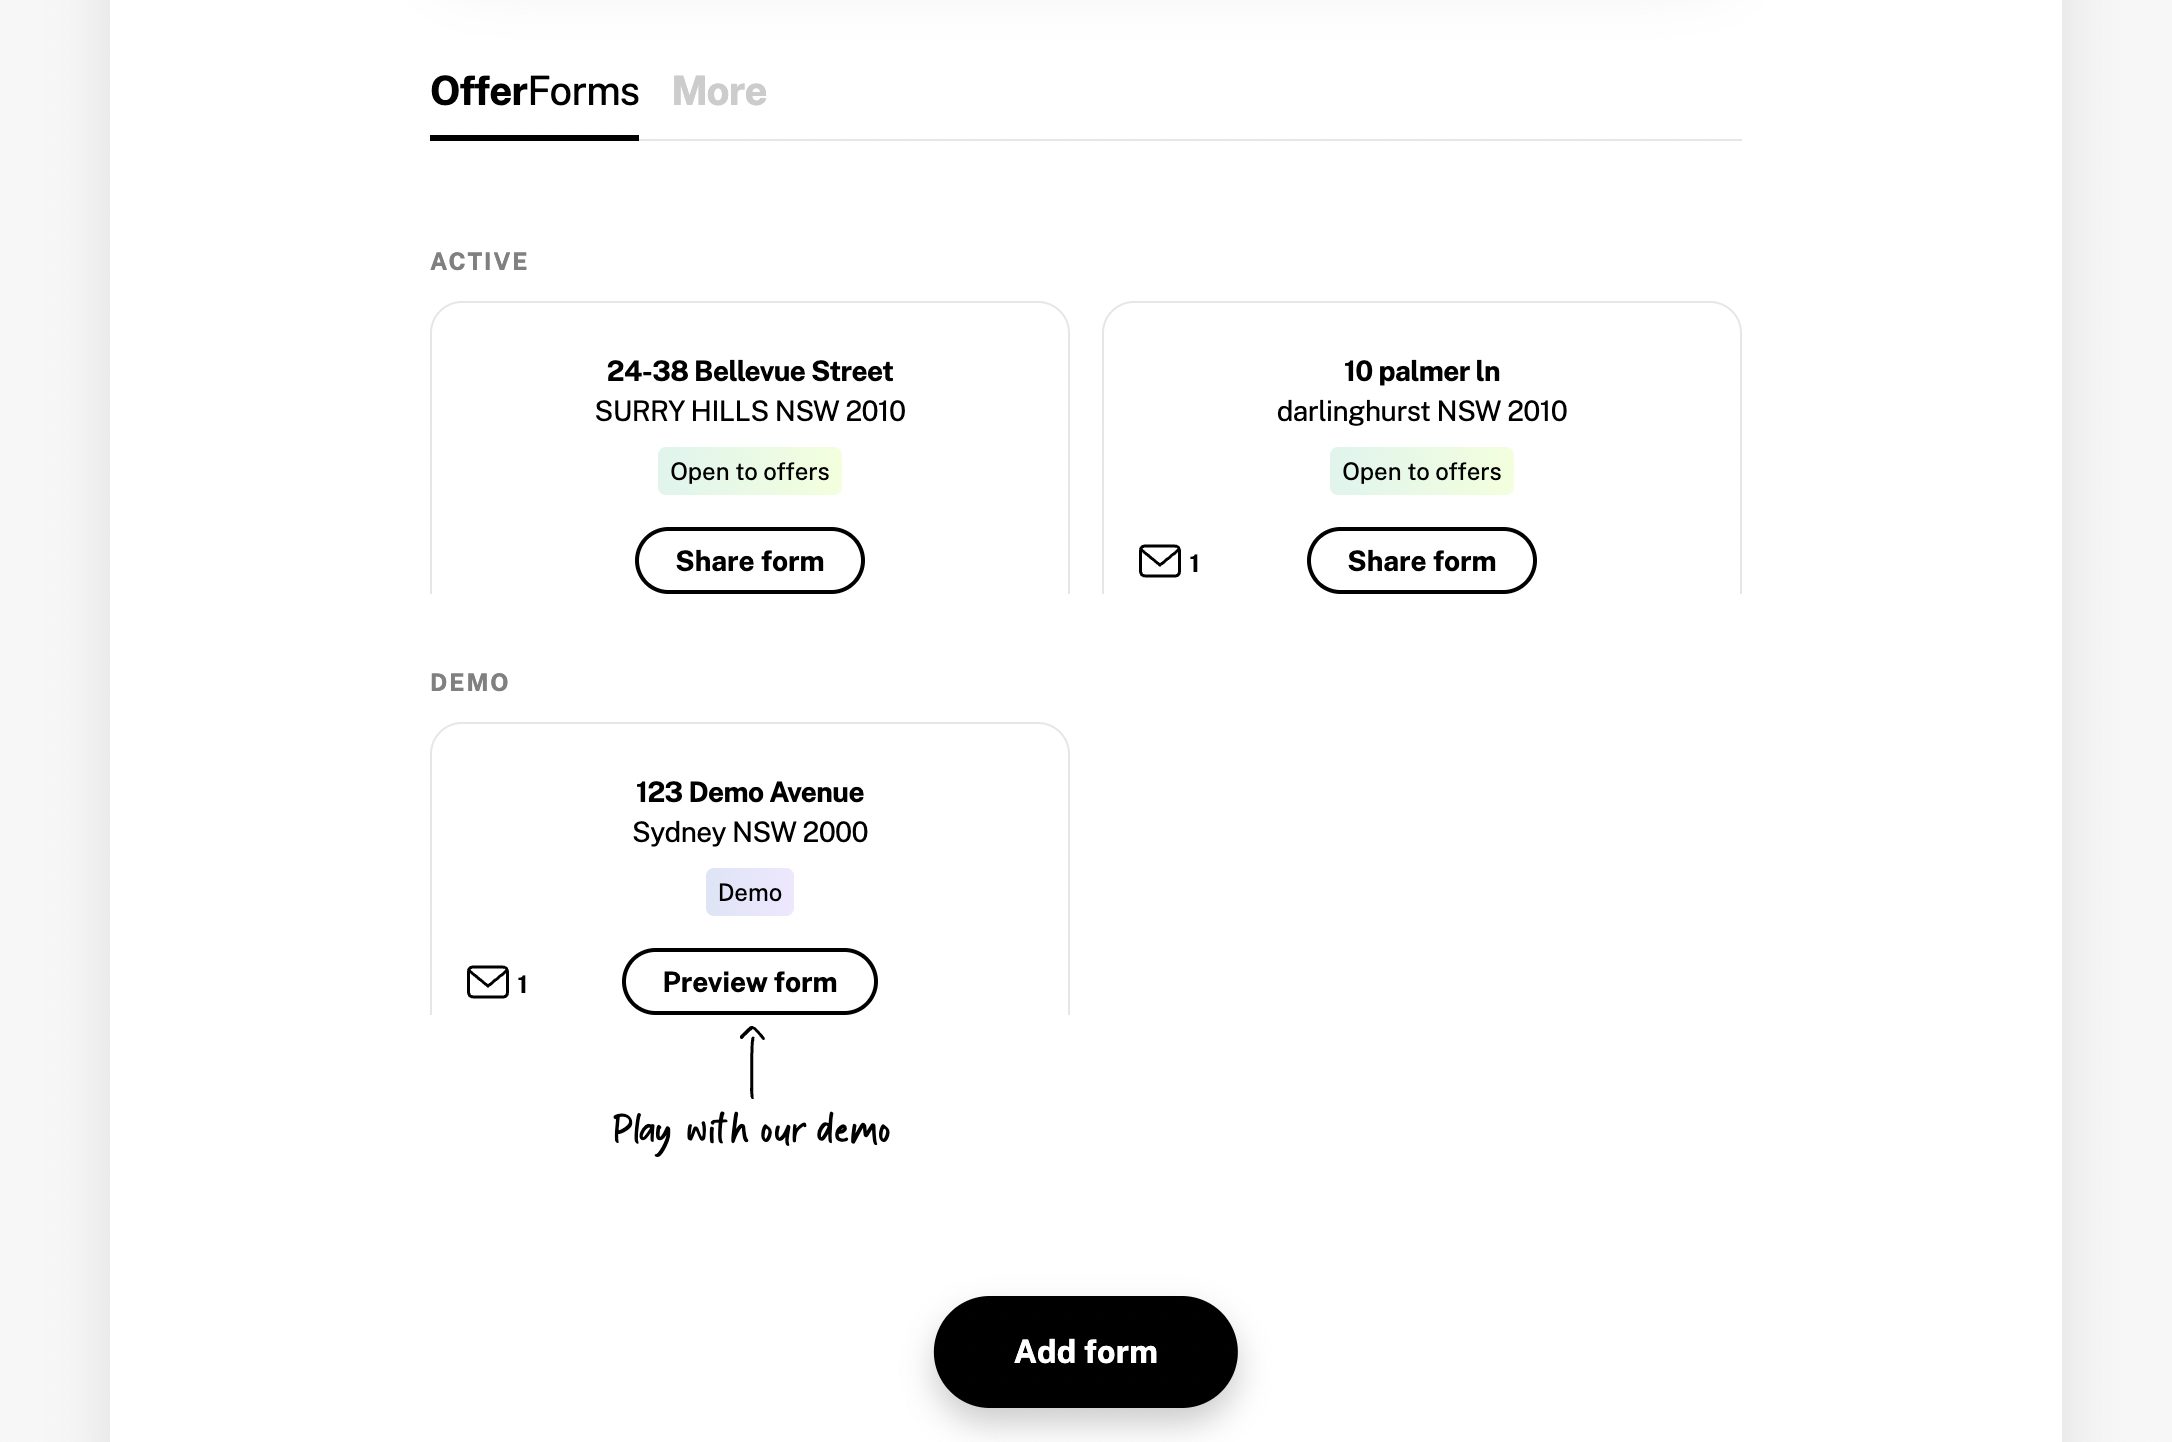 OfferForms More
ACTIVE
24-38 Bellevue Street
SURRY HILLS NSW 2010
Open to offers
Share form
10 palmer ln
darlinghurst NSW 2010
Open to offers
1
Share form
DEMO
123 Demo Avenue
Sydney NSW 2000
Demo
1
Preview form
Play with our demo
Add form